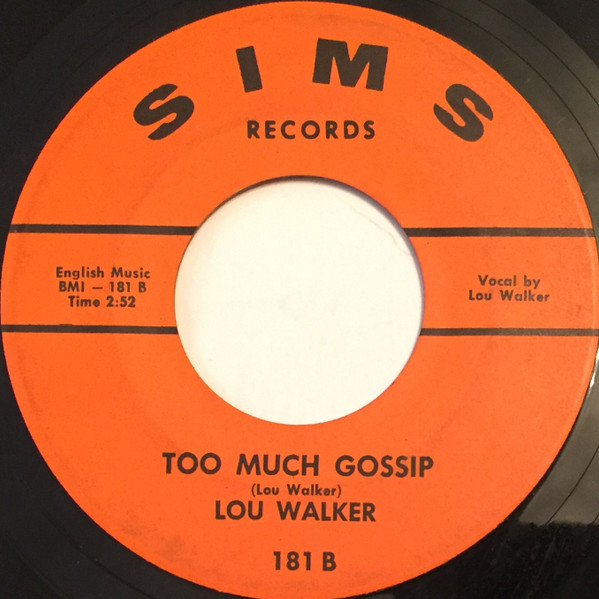 SIMS
RECORDS
English Music
BMI — 181 B
Time 2:52
Vocal by
Lou Walker
TOO MUCH GOSSIP
(Lou Walker)
LOU WALKER
181 B